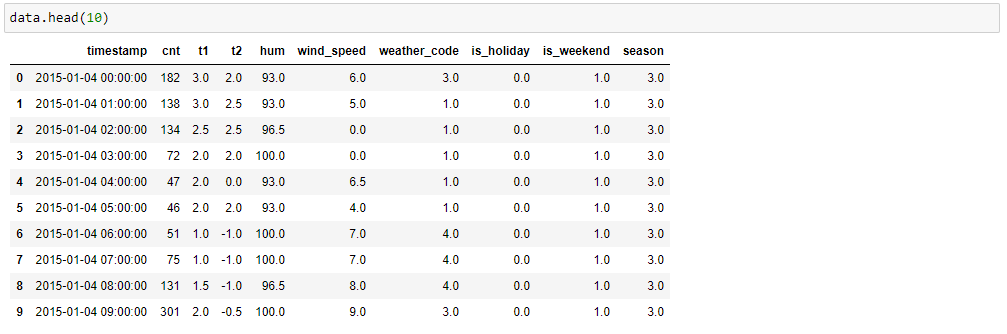 data.head(10)
timestamp cnt t1 t2 hum wind_speed weather_code is_holiday is_weekend season
0 2015-01-04 00:00:00 182 3.0 2.0 93.0 6.0 3.0 0.0 1.0 3.0
1 2015-01-04 01:00:00 138 3.0 2.5 93.0 5.0 1.0 0.0 1.0 3.0
2 2015-01-04 02:00:00 134 2.5 2.5 96.5 0.0 1.0 0.0 1.0 3.0
3 2015-01-04 03:00:00 72 2.0 2.0 100.0 0.0 1.0 0.0 1.0 3.0
4 2015-01-04 04:00:00 47 2.0 0.0 93.0 6.5 1.0 0.0 1.0 3.0
5 2015-01-04 05:00:00 46 2.0 2.0 93.0 4.0 1.0 0.0 1.0 3.0
6 2015-01-04 06:00:00 51 1.0 -1.0 100.0 7.0 4.0 0.0 1.0 3.0
7 2015-01-04 07:00:00 75 1.0 -1.0 100.0 7.0 4.0 0.0 1.0 3.0
8 2015-01-04 08:00:00 131 1.5 -1.0 96.5 8.0 4.0 0.0 1.0 3.0
9 2015-01-04 09:00:00 301 2.0 -0.5 100.0 9.0 3.0 0.0 1.0 3.0